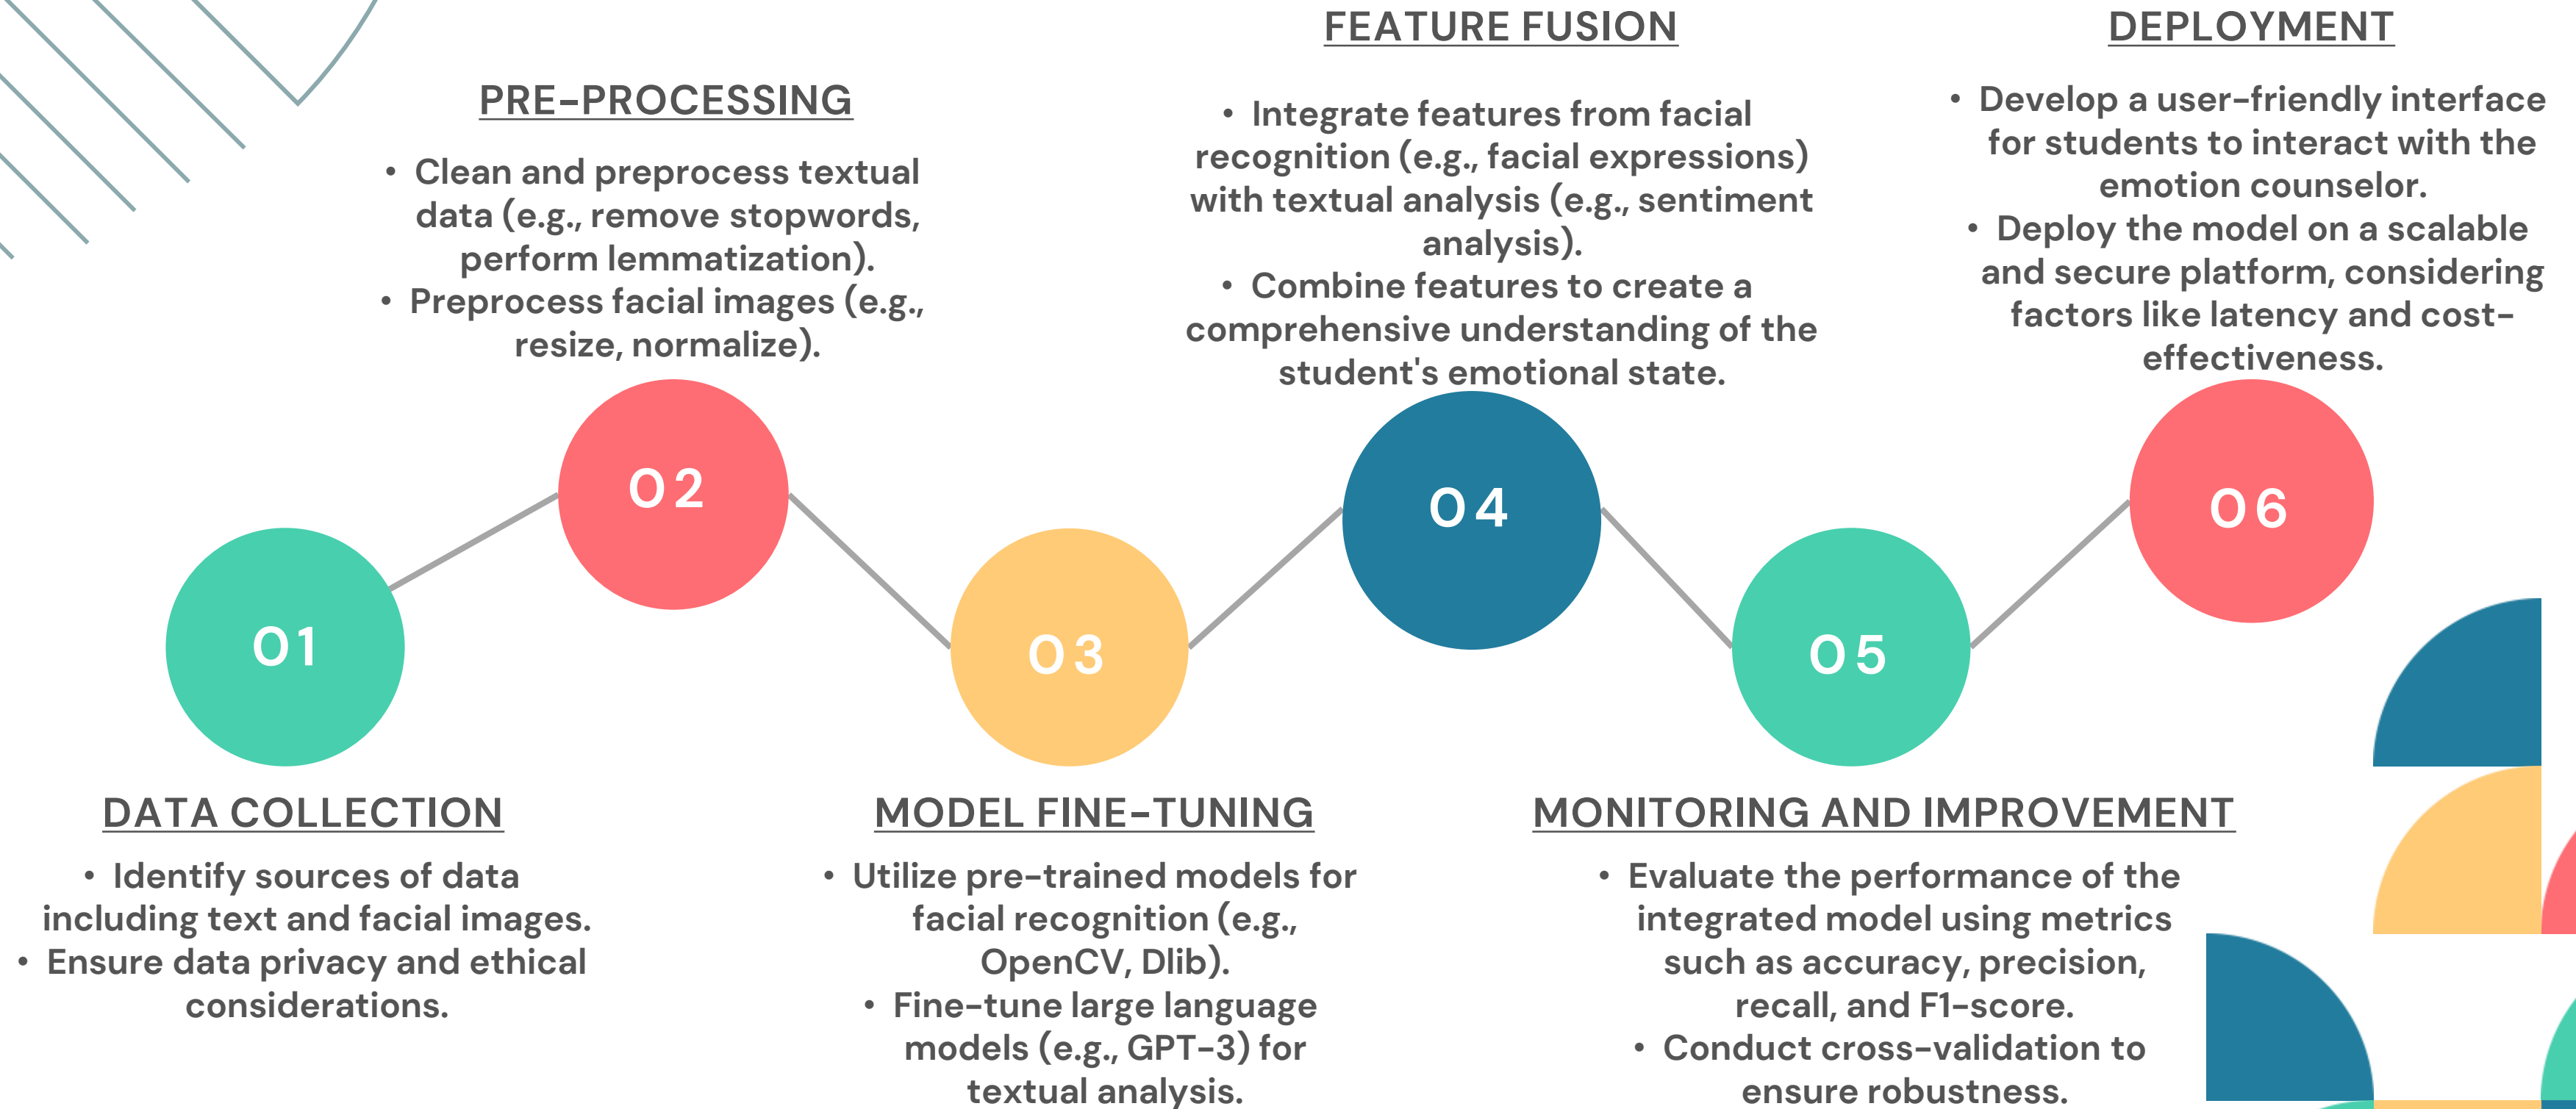 01
DATA COLLECTION
• Identify sources of data
including text and facial images.
• Ensure data privacy and ethical
considerations.
PRE-PROCESSING
• Clean and preprocess textual
data (e.g., remove stopwords,
perform lemmatization).
• Preprocess facial images (e.g.,
resize, normalize).
02
03
MODEL FINE-TUNING
• Utilize pre-trained models for
facial recognition (e.g.,
OpenCV, Dlib).
• Fine-tune large language
models (e.g., GPT-3) for
textual analysis.
FEATURE FUSION
• Integrate features from facial
recognition (e.g., facial expressions)
with textual analysis (e.g., sentiment
analysis).
• Combine features to create a
comprehensive understanding of the
student's emotional state.
04
05
MONITORING AND IMPROVEMENT
• Evaluate the performance of the
integrated model using metrics
such as accuracy, precision,
recall, and F1-score.
• Conduct cross-validation to
ensure robustness.
DEPLOYMENT
• Develop a user-friendly interface
for students to interact with the
emotion counselor.
• Deploy the model on a scalable
and secure platform, considering
factors like latency and cost-
effectiveness.
06